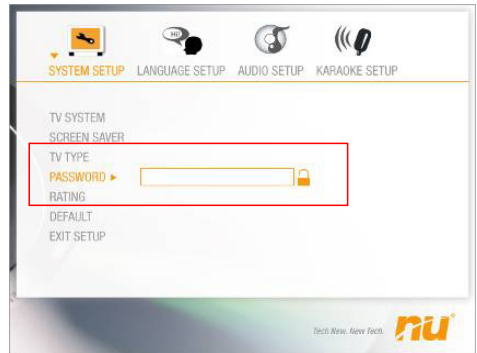 HI!
SYSTEM SETUP LANGUAGE SETUP AUDIO SETUP KARAOKE SETUP
TV SYSTEM
SCREEN SAVER
TV TYPE
PASSWORD
RATING
DEFAULT
EXIT SETUP
Tech New. New Tech. nu